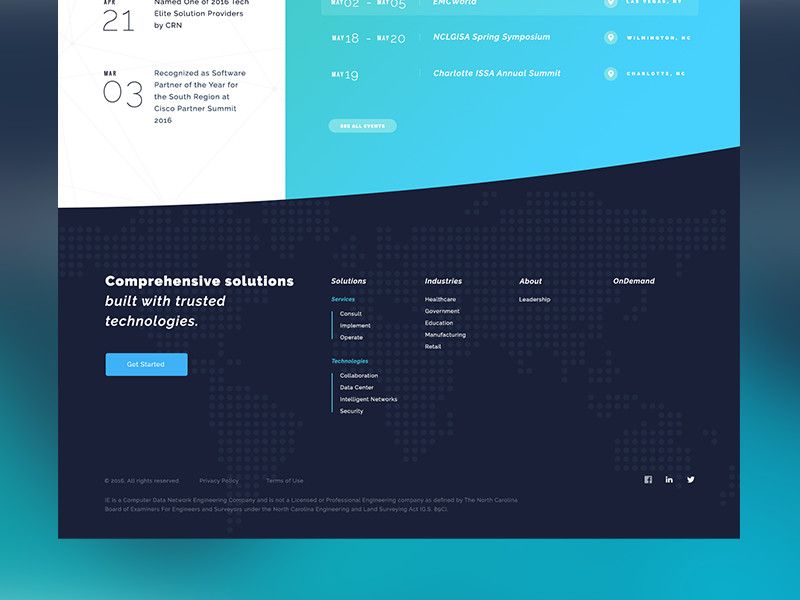 APR
21
Named One of 2016 Tech
Elite Solution Providers
by CRN
MAR
03
Recognized as Software
Partner of the Year for
the South Region at
Cisco Partner Summit
2016
MAY 02 - MAY 05 EMCWorld LAS VEGAS, NV
MAY 18 - MAY 20 NCLGISA Spring Symposium WILMINGTON, NC
MAY 19 Charlotte ISSA Annual Summit CHARLOTTE, NC
SEE ALL EVENTS
Comprehensive solutions
built with trusted
technologies.
Get Started
Solutions
Services
Consult
Implement
Operate
Technologies
Collaboration
Data Center
Intelligent Networks
Security
Industries
Healthcare
Government
Education
Manufacturing
Retail
About
Leadership
OnDemand
© 2016. All rights reserved Privacy Policy Terms of Use
IE is a Computer Data Network Engineering Company and is not a Licensed or Professional Engineering company as defined by The North Carolina
Board of Examiners For Engineers and Surveyors under the North Carolina Engineering and Land Surveying Act (G.S. 89C).